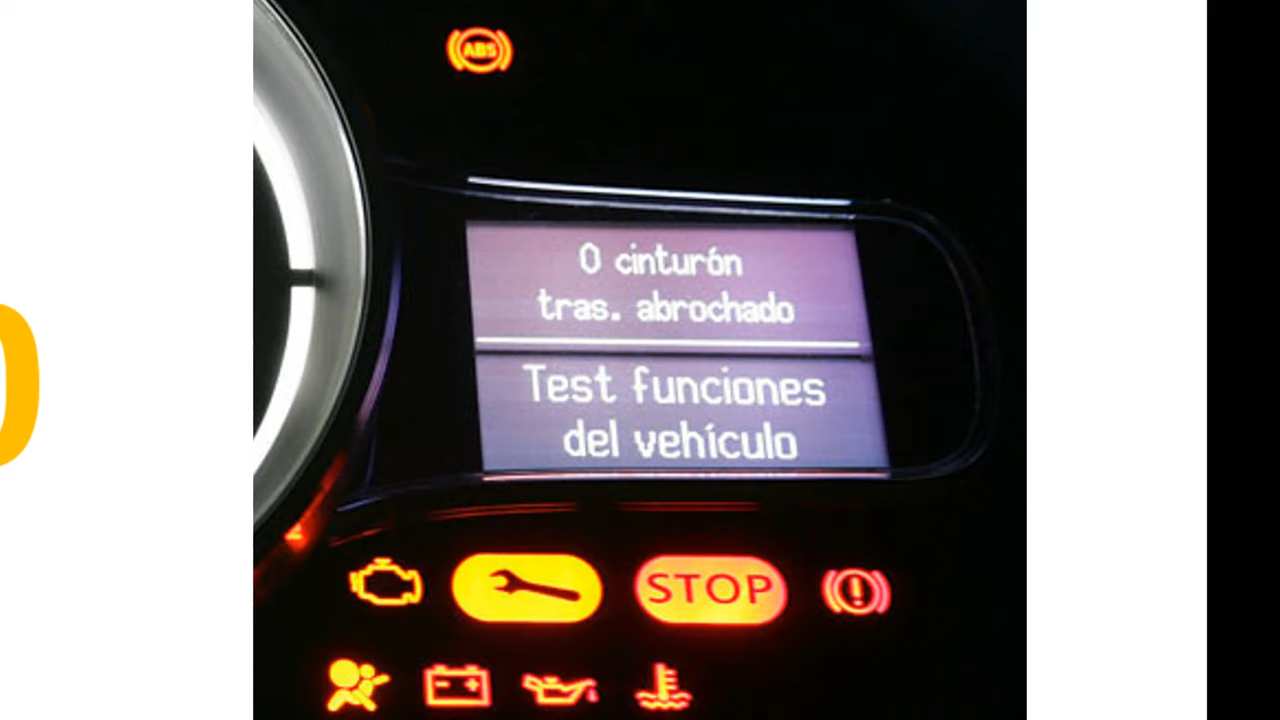 ABS
0 cinturón
tras. abrochado
Test funciones
del vehículo
STOP